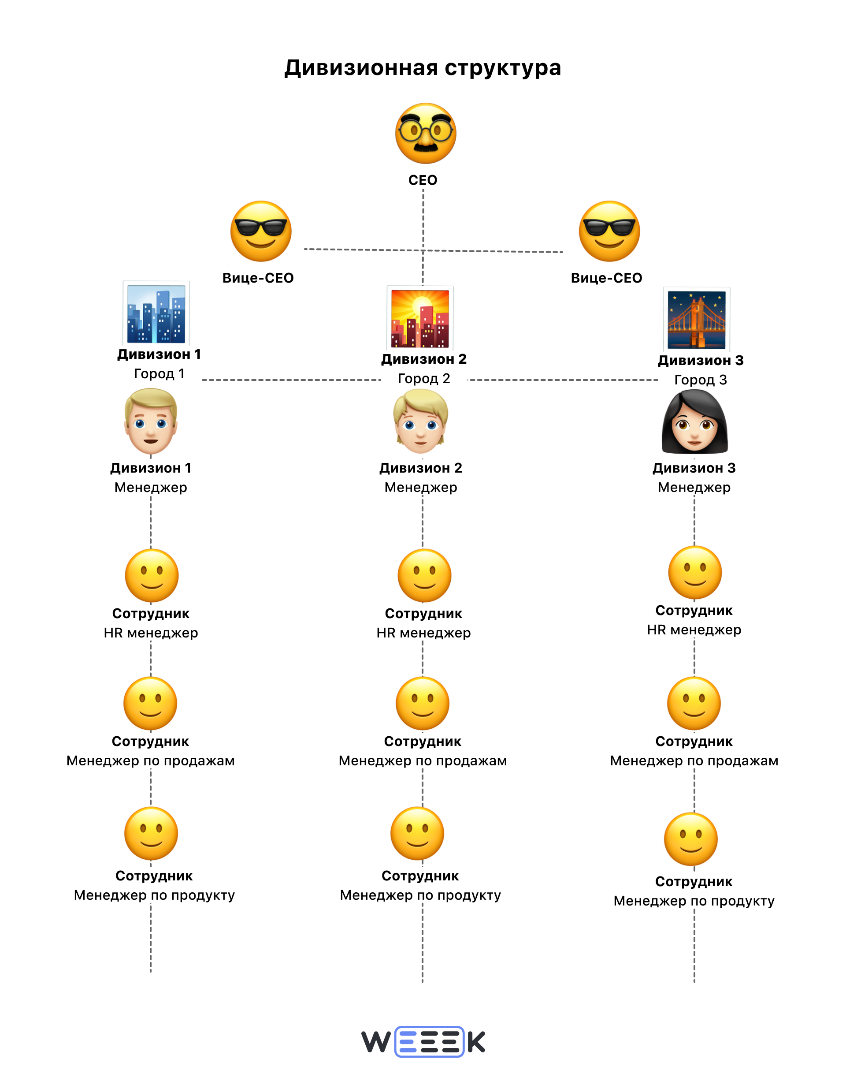 Дивизионная структура
CEO
Вице-CEO
Вице-CEO
Дивизион 1
Город 1
Дивизион 2
Город 2
Дивизион 3
Город 3
Дивизион 1
Менеджер
Дивизион 2
Менеджер
Дивизион 3
Менеджер
Сотрудник
HR менеджер
Сотрудник
HR менеджер
Сотрудник
HR менеджер
Сотрудник
Менеджер по продажам
Сотрудник
Менеджер по продажам
Сотрудник
Менеджер по продажам
Сотрудник
Менеджер по продукту
Сотрудник
Менеджер по продукту
Сотрудник
Менеджер по продукту
WEEEK